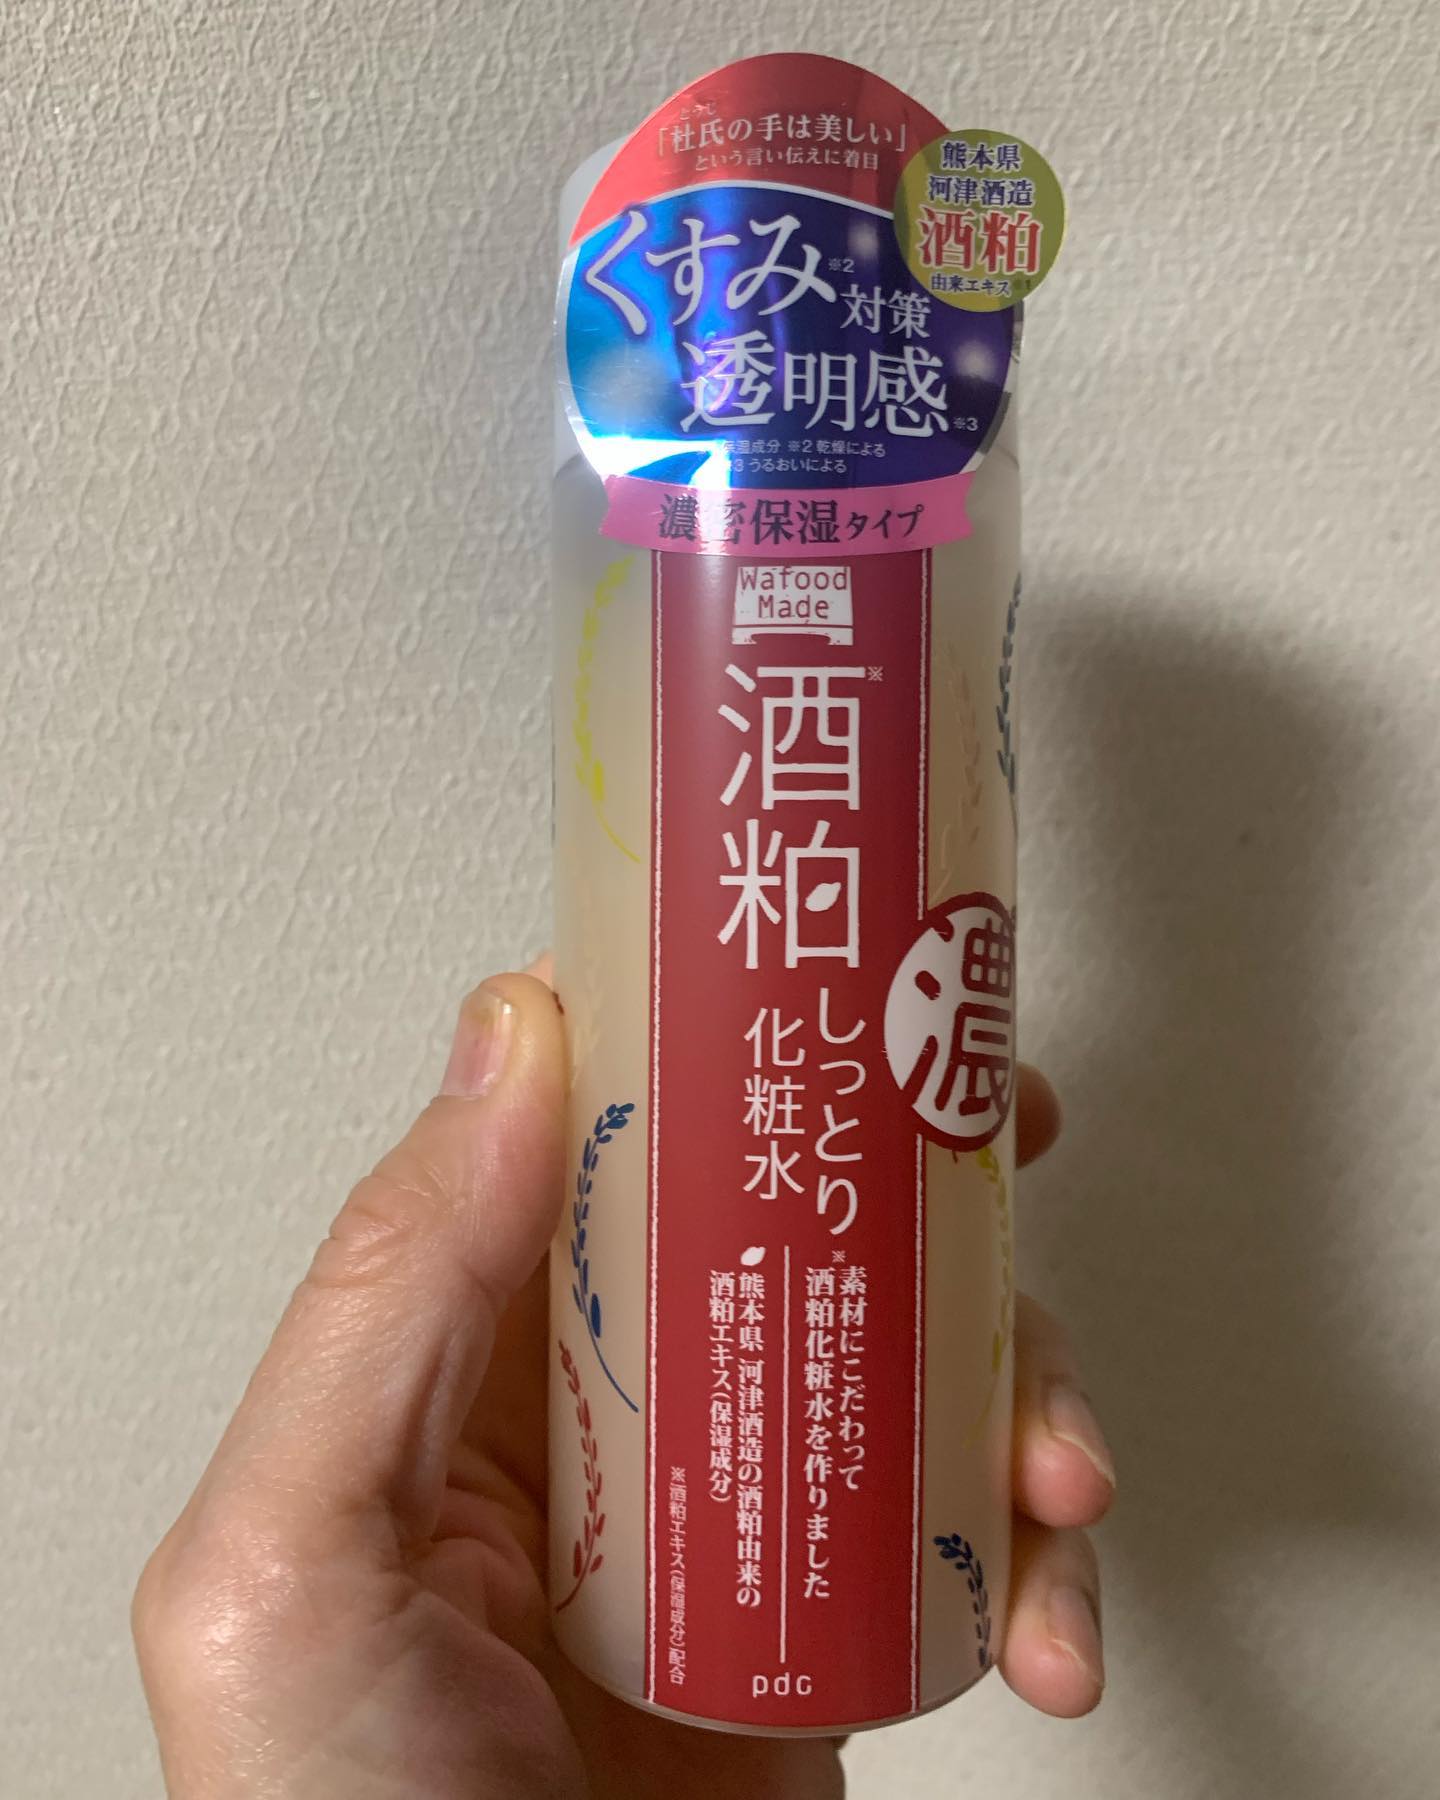 とうじ
「杜氏の手は美しい」
という言い伝えに着目
熊本県
河津酒造
酒粕
由来エキス※1
くすみ※2
対策
透明感※3
保湿成分 ※2 乾燥による
※3 うるおいによる
濃密保湿タイプ
Wafood
Made
酒粕※
しっとり
化粧水
濃
※素材にこだわって
酒粕化粧水を作りました
熊本県 河津酒造の酒粕由来の
酒粕エキス(保湿成分)
※酒粕エキス(保湿成分)配合
pdc